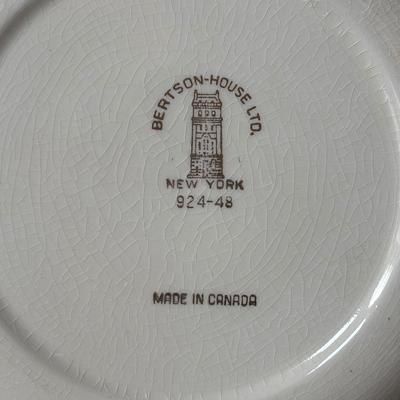 BERTSON-HOUSE LTD.
NEW YORK
924-48
MADE IN CANADA